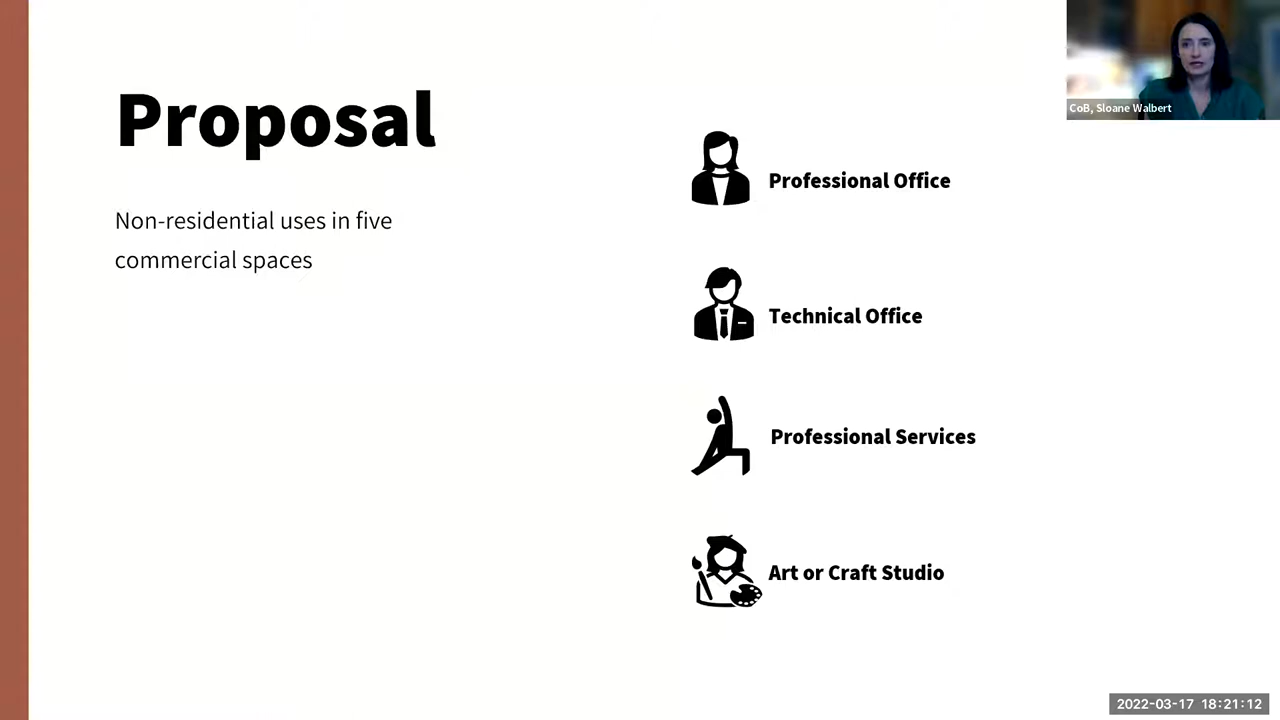 Proposal
Non-residential uses in five
commercial spaces
Professional Office
Technical Office
Professional Services
Art or Craft Studio
CoB, Sloane Walbert
2022-03-17 18:21:12